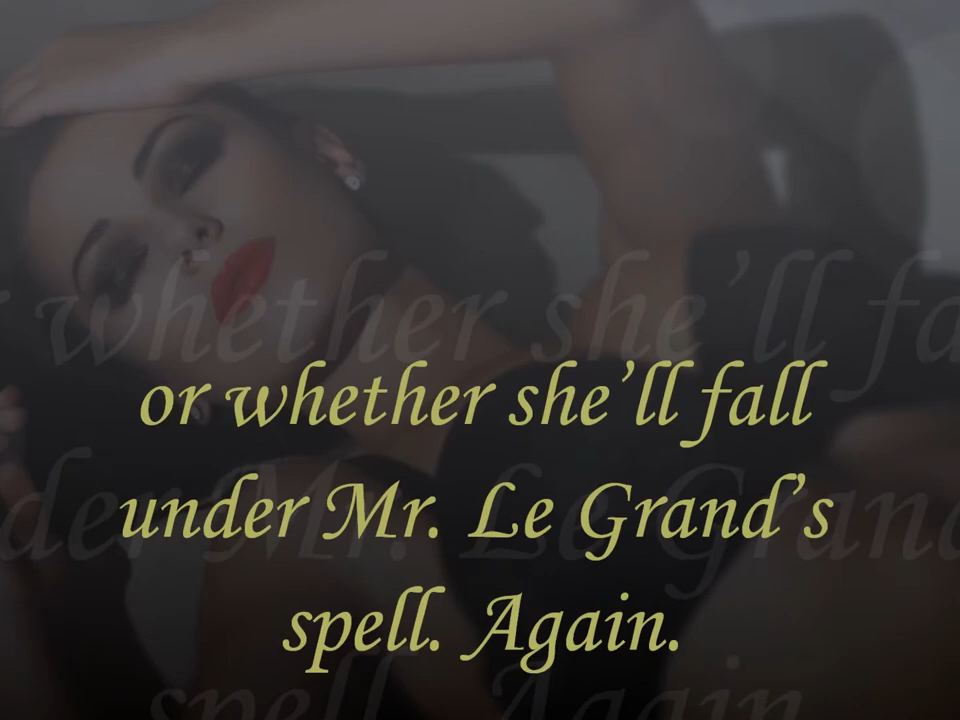 or whether she’ll fall
under Mr. Le Grand’s
spell. Again.